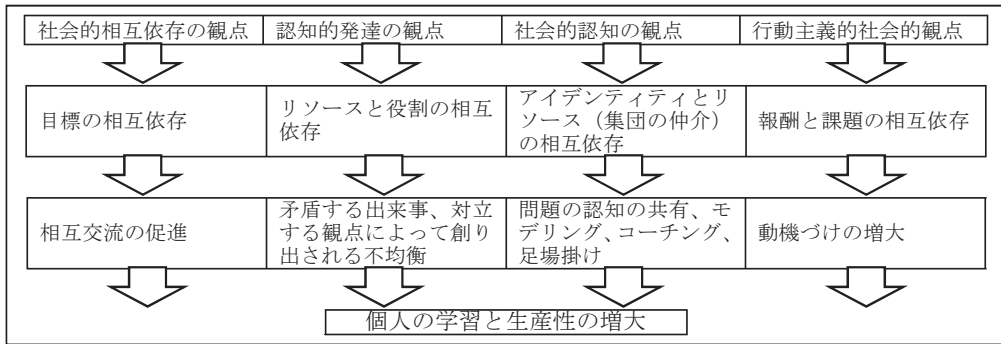 社会的相互依存の観点
認知的発達の観点
社会的認知の観点
行動主義的社会的観点
目標の相互依存
リソースと役割の相互
依存
アイデンティティとリ
ソース（集団の仲介）
の相互依存
報酬と課題の相互依存
相互交流の促進
矛盾する出来事、対立
する観点によって創り
出される不均衡
問題の認知の共有、モ
デリング、コーチング、
足場掛け
動機づけの増大
個人の学習と生産性の増大